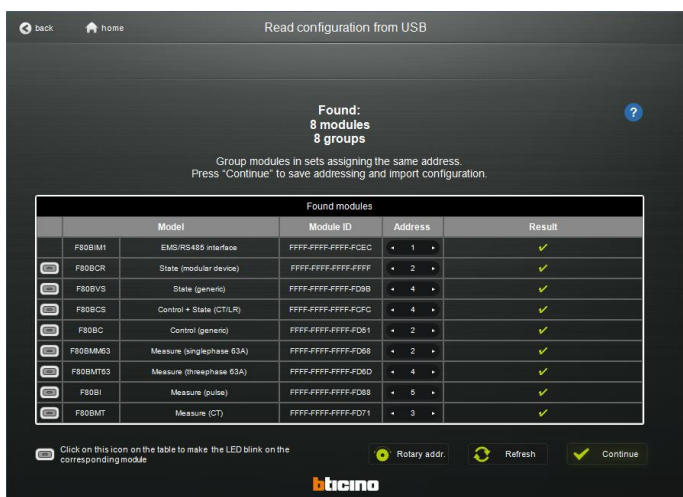 back
home
Read configuration from USB
Found:
8 modules
8 groups
?
Group modules in sets assigning the same address.
Press "Continue" to save addressing and import configuration.
Found modules
Model Module ID Address Result
F80BIM1 EMS/RS485 interface FFFF-FFFF-FFFF-FCEC 1
F80BCR State (modular device) FFFF-FFFF-FFFF-FFFF 2
F80BVS State (generic) FFFF-FFFF-FFFF-FD9B 4
F80BCS Control + State (CT/LR) FFFF-FFFF-FFFF-FCFC 4
F80BC Control (generic) FFFF-FFFF-FFFF-FD51 2
F80BMM63 Measure (singlephase 63A) FFFF-FFFF-FFFF-FD68 2
F80BMT63 Measure (threephase 63A) FFFF-FFFF-FFFF-FD6D 4
F80BI Measure (pulse) FFFF-FFFF-FFFF-FD88 5
F80BMT Measure (CT) FFFF-FFFF-FFFF-FD71 3
Click on this icon on the table to make the LED blink on the
corresponding module
Rotary addr.
Refresh
Continue
bticino